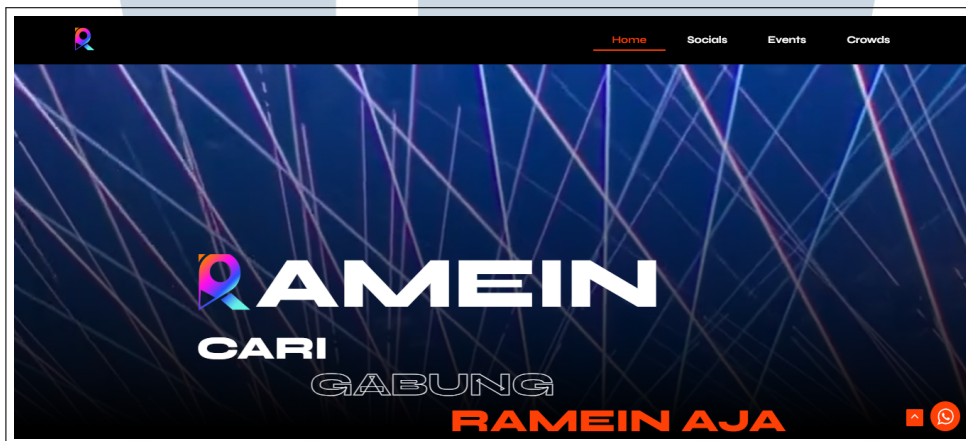 Home Socials Events Crowds
RAMEIN
CARI
GABUNG
RAMEIN AJA